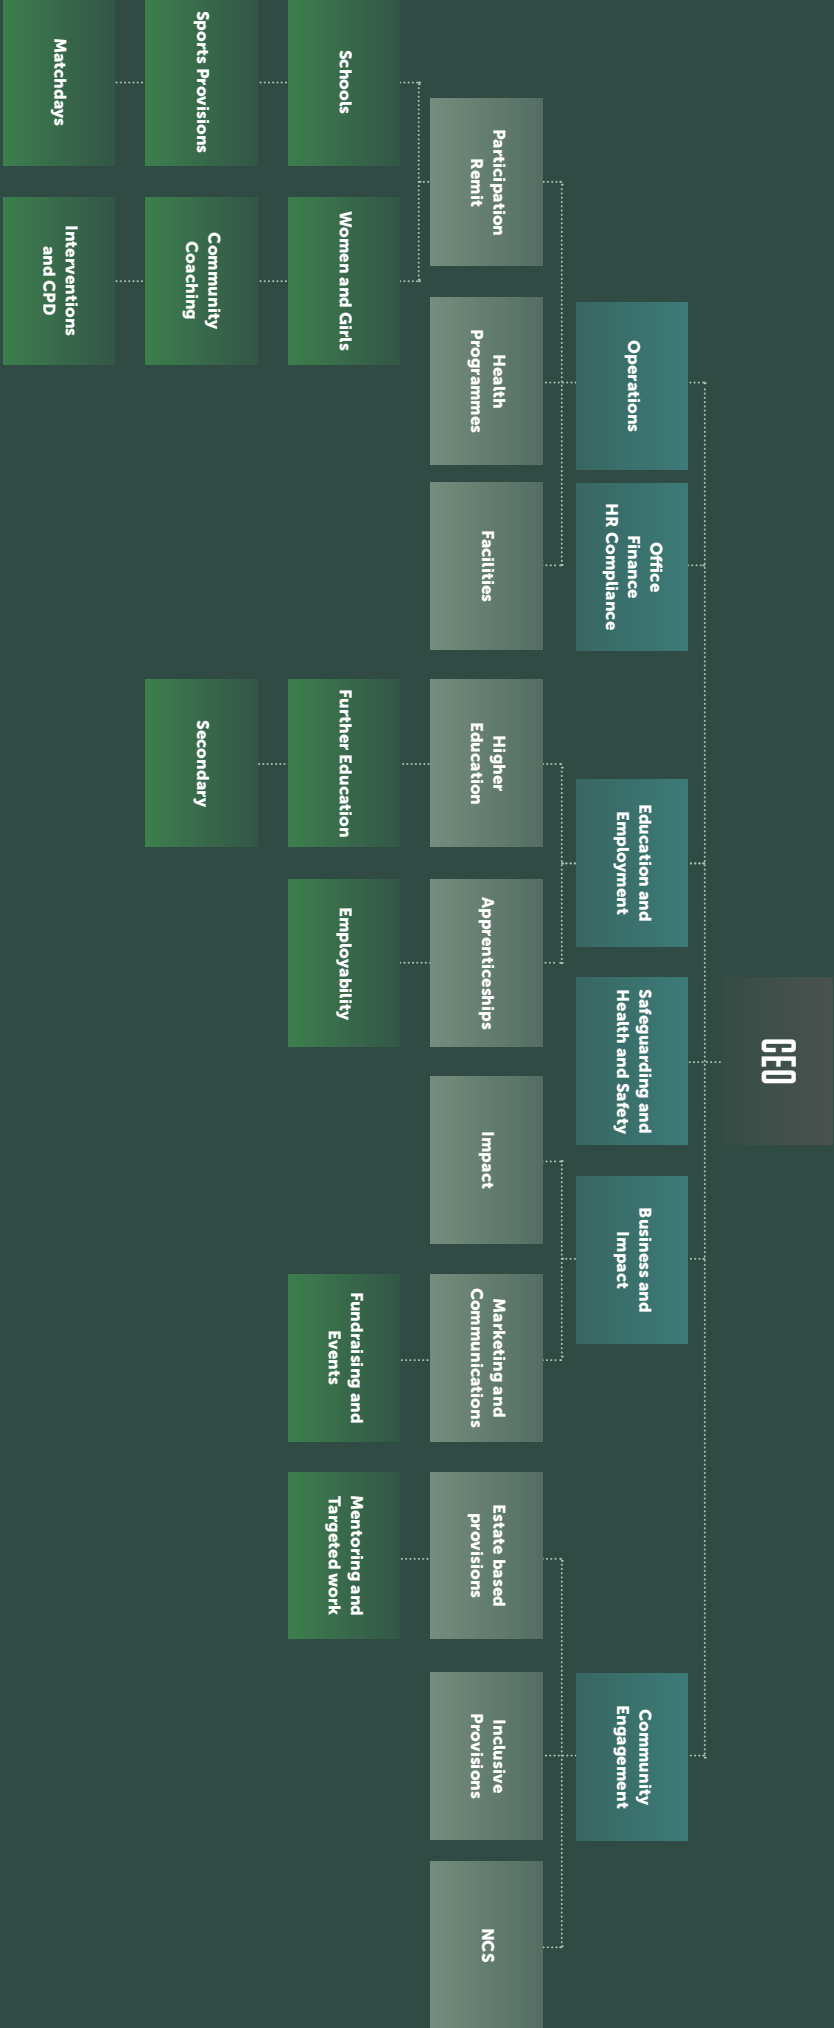 CEO
Operations
Office
Finance
HR Compliance
Education and
Employment
Safeguarding and
Health and Safety
Business and
Impact
Community
Engagement
Participation
Remit
Health
Programmes
Facilities
Higher
Education
Apprenticeships
Impact
Marketing and
Communications
Estate based
provisions
Inclusive
Provisions
NCS
Schools
Women and Girls
Further Education
Employability
Fundraising and
Events
Mentoring and
Targeted work
Sports Provisions
Community
Coaching
Secondary
Matchdays
Interventions
and CPD